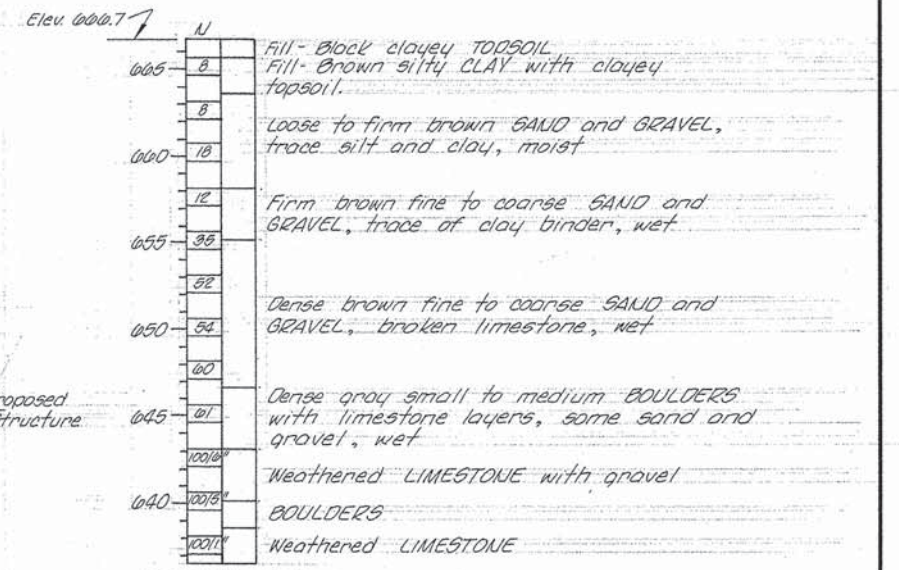 Elev. 666.7
N
Fill- Black clayey TOPSOIL
665 8 Fill- Brown silty CLAY with clayey
topsoil.
8
Loose to firm brown SAND and GRAVEL,
660 18 trace silt and clay, moist
12 Firm brown fine to coarse SAND and
GRAVEL, trace of clay binder, wet
655 35
52
Dense brown fine to coarse SAND and
650 54 GRAVEL, broken limestone, wet
60
Dense gray small to medium BOULDERS
roposed
645 61 with limestone layers, some sand and
tructure
gravel, wet
100/6"
Weathered LIMESTONE with gravel
640 100/5"
BOULDERS
100/1" Weathered LIMESTONE